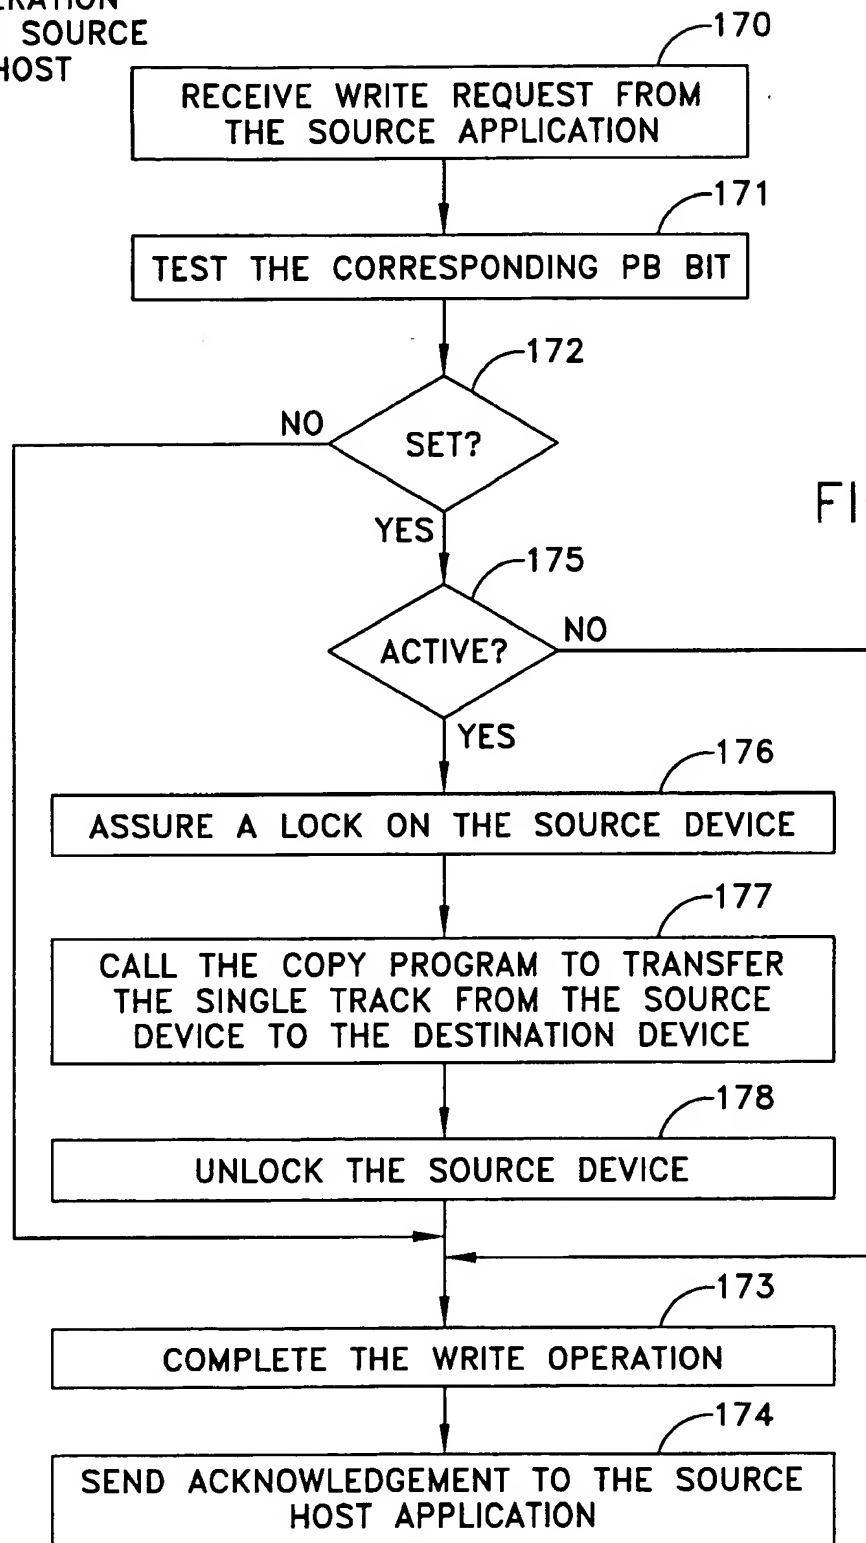 SOURCE
HOST
170
RECEIVE WRITE REQUEST FROM
THE SOURCE APPLICATION
171
TEST THE CORRESPONDING PB BIT
172
NO
SET?
YES
175
NO
ACTIVE?
YES
176
ASSURE A LOCK ON THE SOURCE DEVICE
177
CALL THE COPY PROGRAM TO TRANSFER
THE SINGLE TRACK FROM THE SOURCE
DEVICE TO THE DESTINATION DEVICE
178
UNLOCK THE SOURCE DEVICE
173
COMPLETE THE WRITE OPERATION
174
SEND ACKNOWLEDGEMENT TO THE SOURCE
HOST APPLICATION